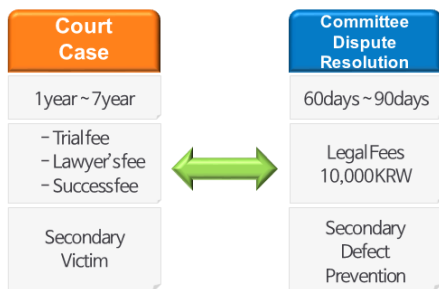 Court
Case
1year ~ 7year
- Trial fee
- Lawyer's fee
- Success fee
Secondary
Victim
Committee
Dispute
Resolution
60days ~ 90days
Legal Fees
10,000KRW
Secondary
Defect
Prevention